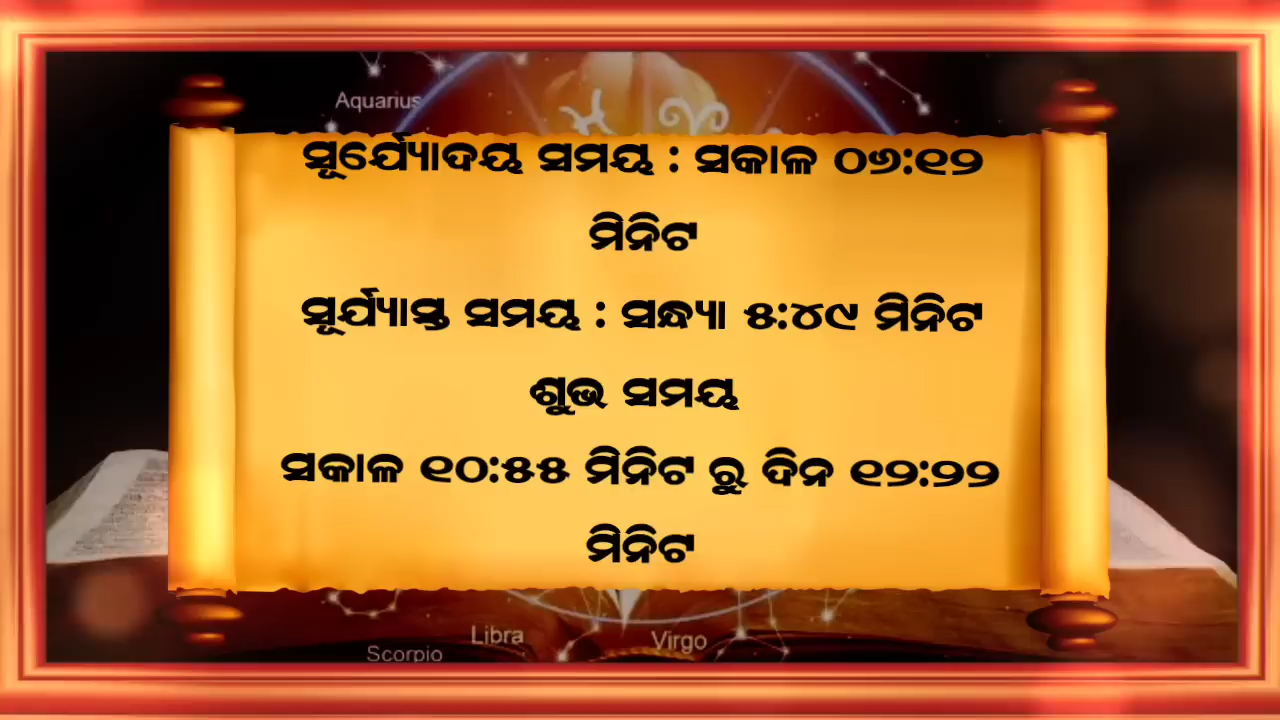 Aquarius
ସୂର୍ଯ୍ୟୋଦୟ ସମୟ : ସକାଳ ୦୬:୧୨
ମିନିଟ
ସୂର୍ଯ୍ୟାସ୍ତ ସମୟ : ସନ୍ଧ୍ୟା ୫:୪୯ ମିନିଟ
ଶୁଭ ସମୟ
ସକାଳ ୧୦:୫୫ ମିନିଟ ରୁ ଦିନ ୧୨:୨୨
ମିନିଟ
Libra
Virgo
Scorpio